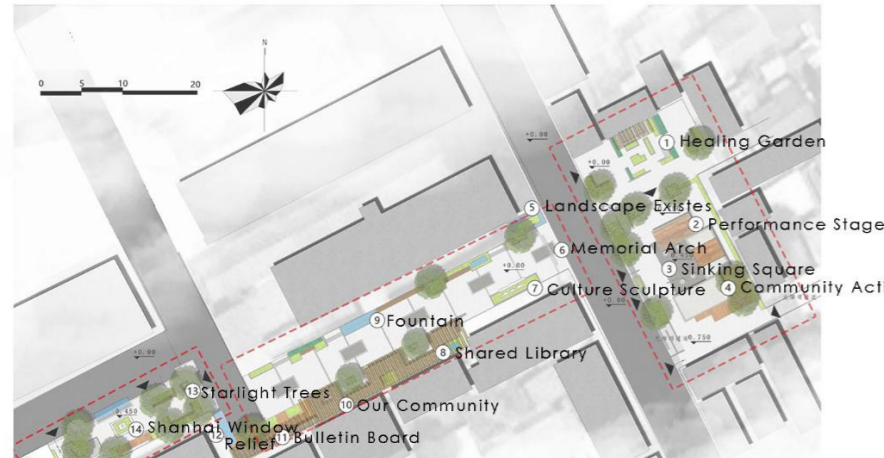 N
0 5 10 20
1 Healing Garden
+0.00
+0.00
5 Landscape Existes
2 Performance Stage
6 Memorial Arch
+0.00
3 Sinking Square
7 Culture Sculpture
4 Community Acti
+0.00
9 Fountain
-0.750
8 Shared Library
+0.00
13 Starlight Trees
10 Our Community
0.450
14 Shanhai Window
12 Relief
11 Bulletin Board